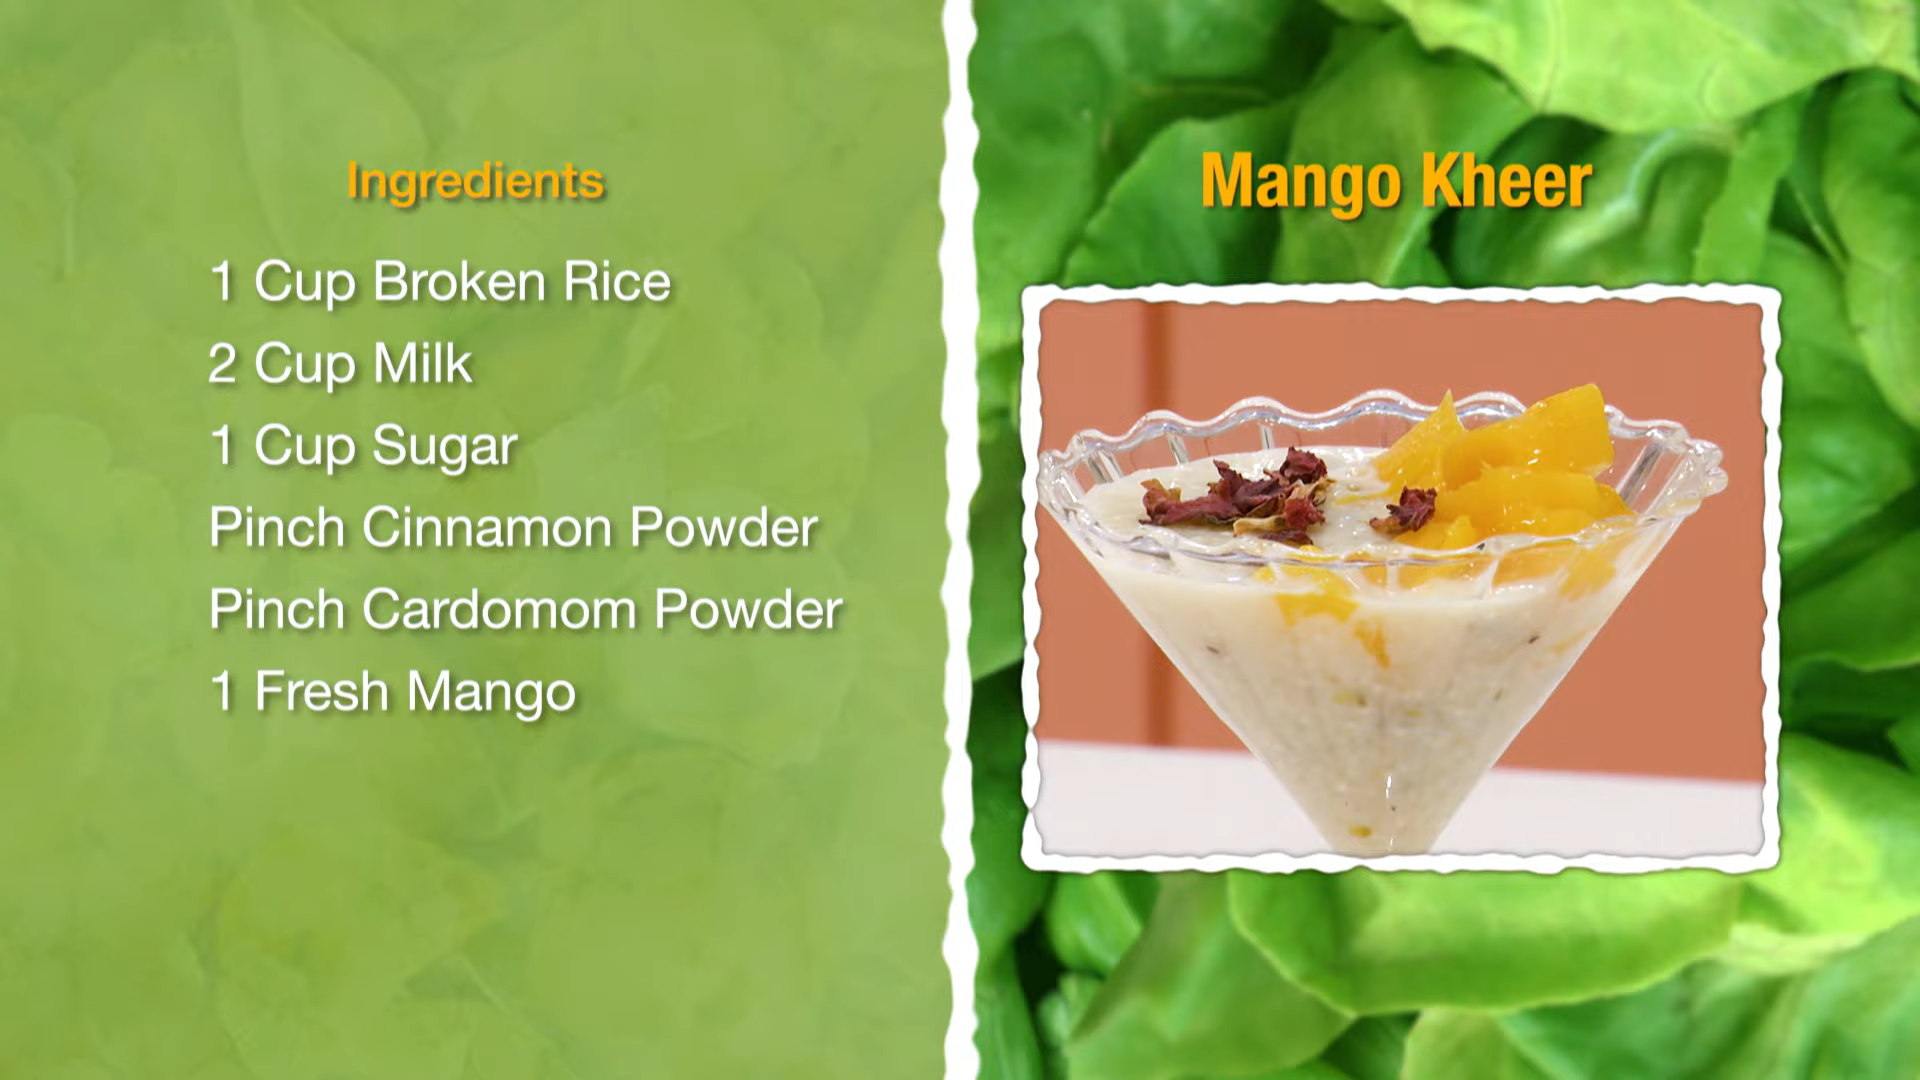 Ingredients
1 Cup Broken Rice
2 Cup Milk
1 Cup Sugar
Pinch Cinnamon Powder
Pinch Cardomom Powder
1 Fresh Mango
Mango Kheer